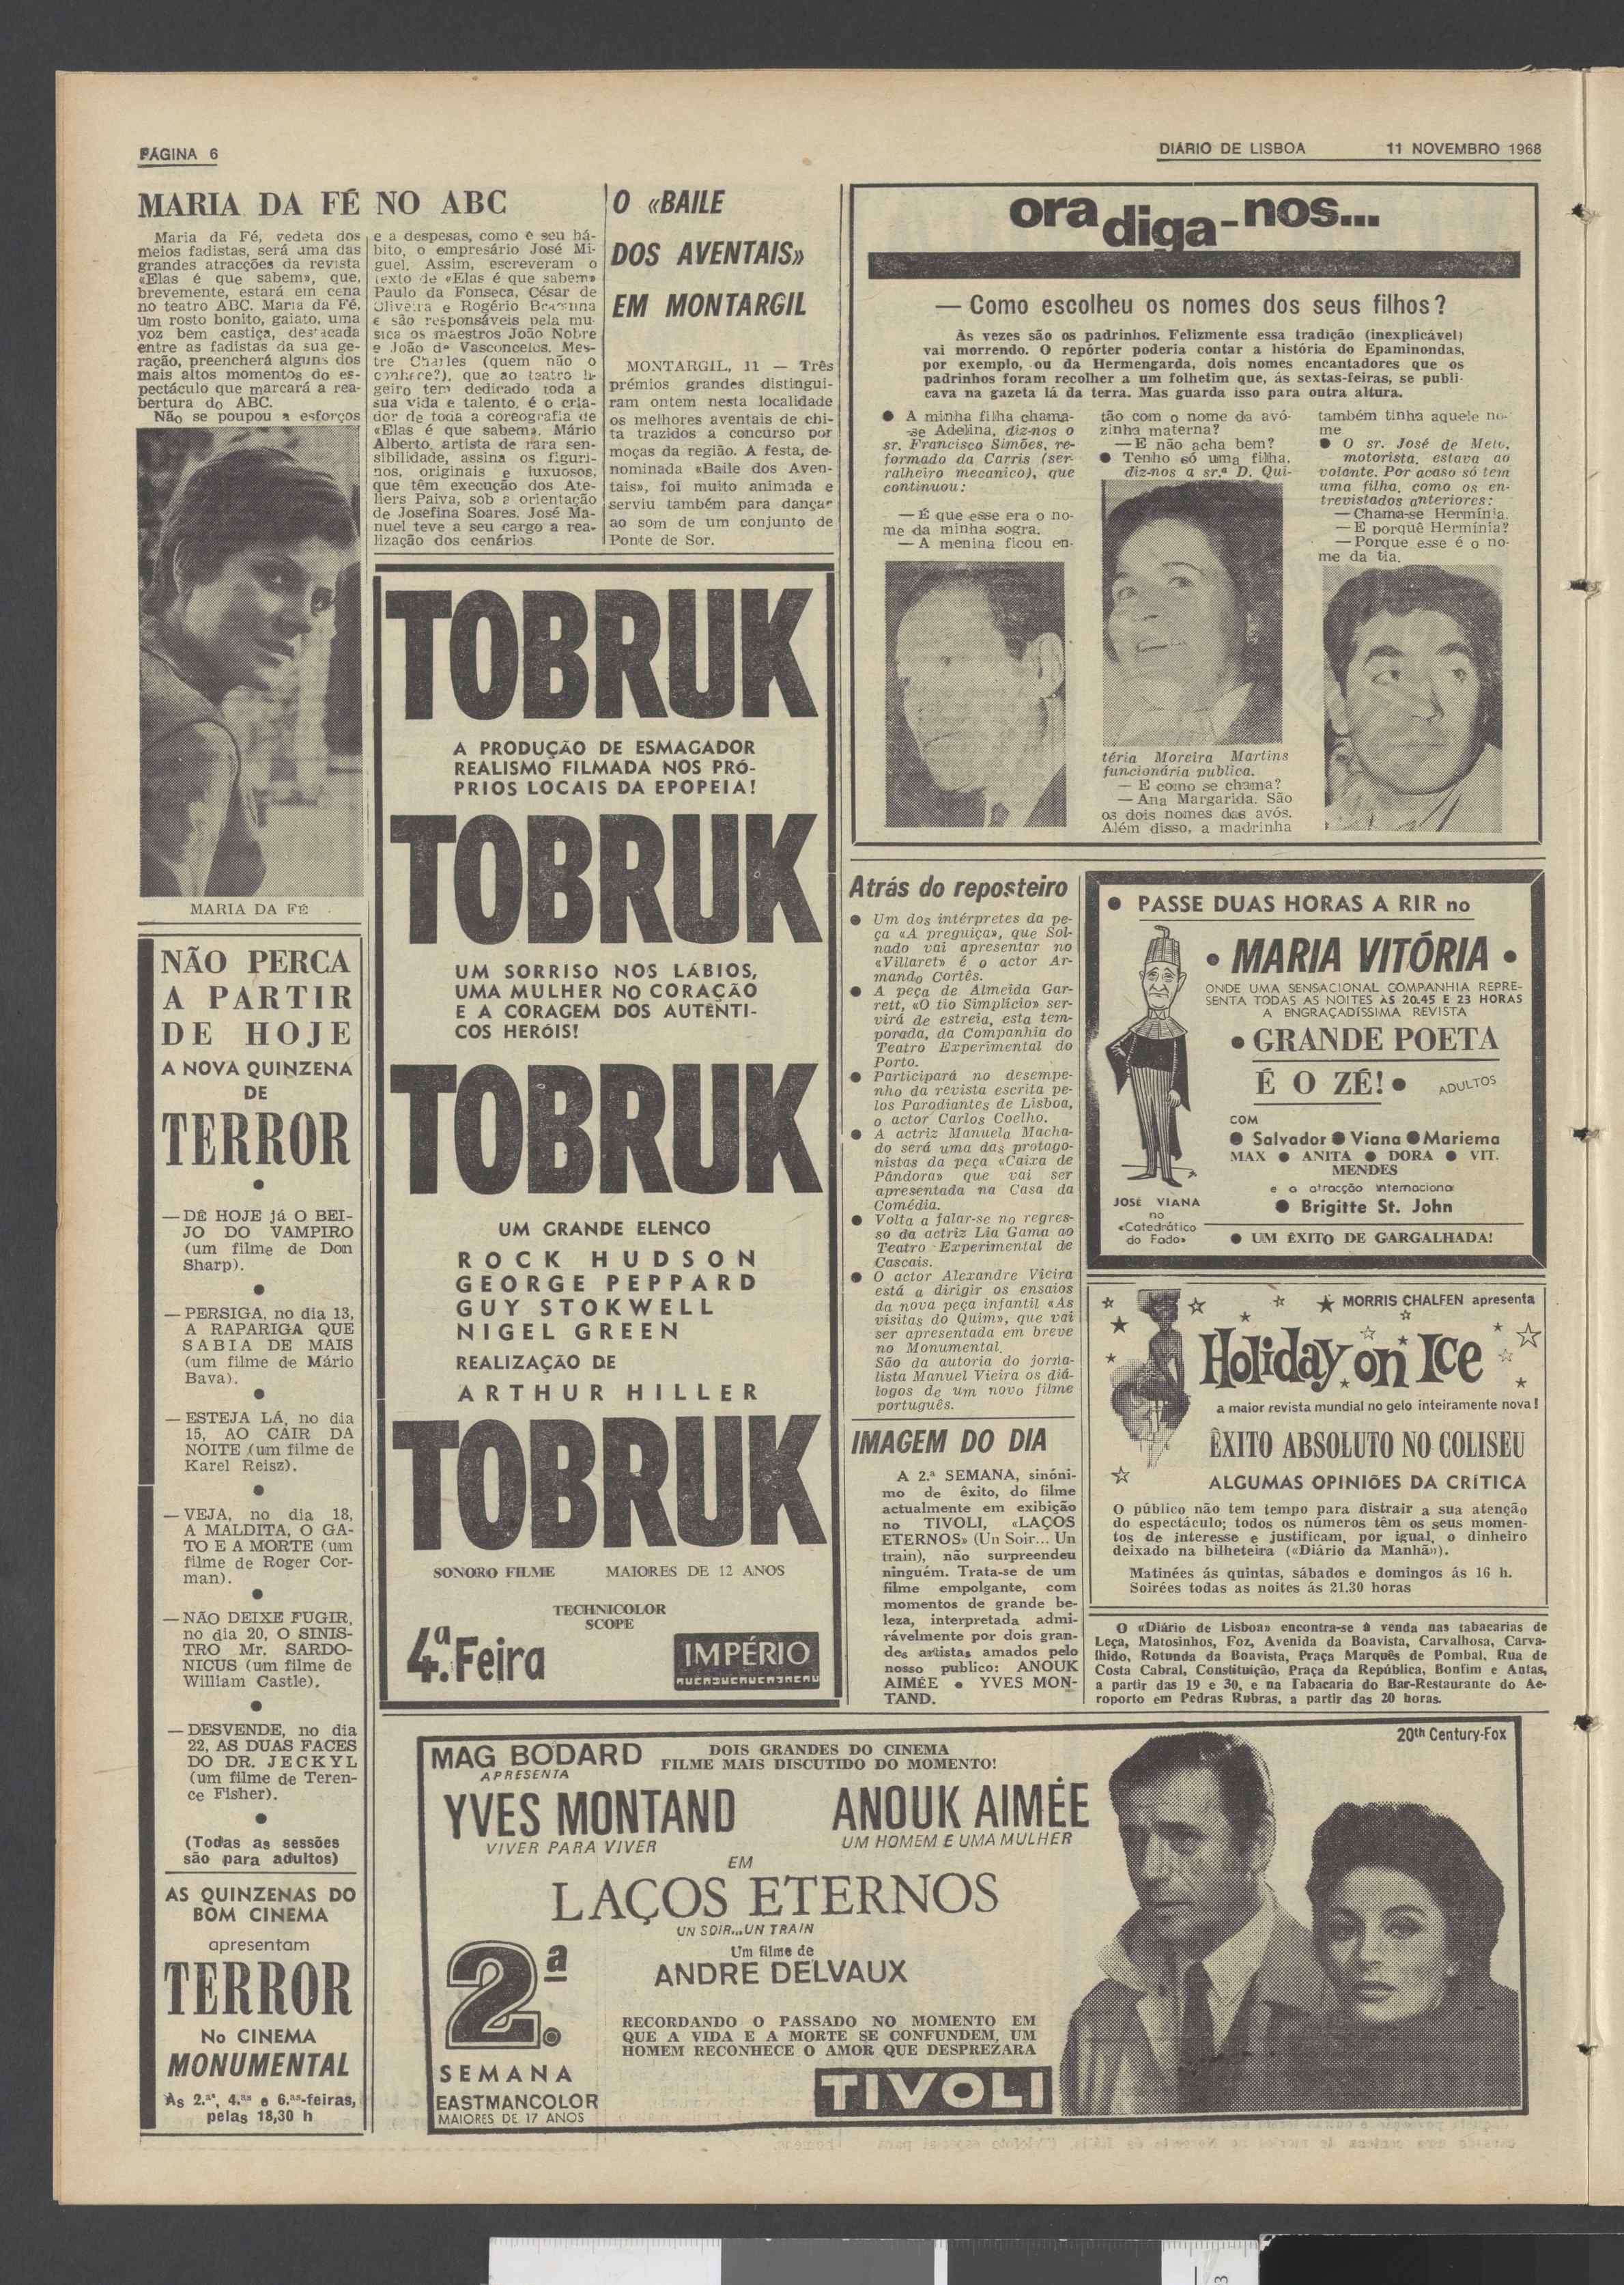 PÁGINA 6
DIÁRIO DE LISBOA 11 NOVEMBRO 1968
MARIA DA FÉ NO ABC
Maria da Fé, vedeta dos
meios fadistas, será uma das
grandes atracções da revista
«Elas é que sabem», que,
brevemente, estará em cena
no teatro ABC. Maria da Fé,
um rosto bonito, gaiato, uma
voz bem castiça, destacada
entre as fadistas da sua ge-
ração, preencherá alguns dos
mais altos momentos do es-
pectáculo que marcará a rea-
bertura do ABC.
Não se poupou a esforços
e a despesas, como é seu há-
bito, o empresário José Mi-
guel. Assim, escreveram o
texto de «Elas é que sabem»
Paulo da Fonseca, César de
Oliveira e Rogério Bracinha
e são responsáveis pela mú-
sica os maestros João Nobre
e João de Vasconcelos. Mes-
tre Charles (quem não o
conhece?), que ao teatro li-
geiro tem dedicado toda a
sua vida e talento, é o cria-
dor de toda a coreografia de
«Elas é que sabem». Mário
Alberto, artista de rara sen-
sibilidade, assina os figuri-
nos, originais e luxuosos,
que têm execução dos Ate-
liers Paiva, sob a orientação
de Josefina Soares. José Ma-
nuel teve a seu cargo a rea-
lização dos cenários
MARIA DA FÉ
O «BAILE
DOS AVENTAIS»
EM MONTARGIL
MONTARGIL, 11 — Três
prémios grandes distingui-
ram ontem nesta localidade
os melhores aventais de chi-
ta trazidos a concurso por
moças da região. A festa, de-
nominada «Baile dos Aven-
tais», foi muito animada e
serviu também para dançar
ao som de um conjunto de
Ponte de Sor.
ora diga-nos...
— Como escolheu os nomes dos seus filhos?
Às vezes são os padrinhos. Felizmente essa tradição (inexplicável)
vai morrendo. O repórter poderia contar a história do Epaminondas,
por exemplo, ou da Hermengarda, dois nomes encantadores que os
padrinhos foram recolher a um folhetim que, às sextas-feiras, se publi-
cava na gazeta lá da terra. Mas guarda isso para outra altura.
● A minha filha chama-
-se Adelina, diz-nos o
sr. Francisco Simões, re-
formado da Carris (ser-
ralheiro mecanico), que
continuou:
— É que esse era o no-
me da minha sogra.
— A menina ficou en-
tão com o nome da avó-
zinha materna?
— E não acha bem?
● Tenho só uma filha,
diz-nos a sr.ª D. Qui-
téria Moreira Martins
funcionária publica.
— E como se chama?
— Ana Margarida. São
os dois nomes das avós.
Além disso, a madrinha
também tinha aquele no-
me
● O sr. José de Melo,
motorista, estava ao
volante. Por acaso só tem
uma filha, como os en-
trevistados anteriores:
— Chama-se Hermínia.
— E porquê Hermínia?
— Porque esse é o no-
me da tia.
NÃO PERCA
A PARTIR
DE HOJE
A NOVA QUINZENA
DE
TERROR
●
— DÊ HOJE já O BEI-
JO DO VAMPIRO
(um filme de Don
Sharp).
●
— PERSIGA, no dia 13,
A RAPARIGA QUE
SABIA DE MAIS
(um filme de Mário
Bava).
●
— ESTEJA LÁ, no dia
15, AO CAIR DA
NOITE (um filme de
Karel Reisz).
●
— VEJA, no dia 18,
A MALDITA, O GA-
TO E A MORTE (um
filme de Roger Cor-
man).
●
— NÃO DEIXE FUGIR,
no dia 20, O SINIS-
TRO Mr. SARDO-
NICUS (um filme de
William Castle).
●
— DESVENDE, no dia
22, AS DUAS FACES
DO DR. JECKYL
(um filme de Teren-
ce Fisher).
●
(Todas as sessões
são para adultos)
AS QUINZENAS DO
BOM CINEMA
apresentam
TERROR
No CINEMA
MONUMENTAL
Às 2.ªs, 4.ªs e 6.ªs-feiras,
pelas 18,30 h
TOBRUK
A PRODUÇÃO DE ESMAGADOR
REALISMO FILMADA NOS PRÓ-
PRIOS LOCAIS DA EPOPEIA!
TOBRUK
UM SORRISO NOS LÁBIOS,
UMA MULHER NO CORAÇÃO
E A CORAGEM DOS AUTÊNTI-
COS HERÓIS!
TOBRUK
UM GRANDE ELENCO
ROCK HUDSON
GEORGE PEPPARD
GUY STOKWELL
NIGEL GREEN
REALIZAÇÃO DE
ARTHUR HILLER
TOBRUK
SONORO FILME MAIORES DE 12 ANOS
TECHNICOLOR
SCOPE
4.ª Feira
IMPÉRIO
Atrás do reposteiro
● Um dos intérpretes da pe-
ça «A preguiça», que Sol-
nado vai apresentar no
«Villaret» é o actor Ar-
mando Cortês.
● A peça de Almeida Gar-
rett, «O tio Simplício» ser-
virá de estreia, esta tem-
porada, da Companhia do
Teatro Experimental do
Porto.
● Participará no desempe-
nho da revista escrita pe-
los Parodiantes de Lisboa,
o actor Carlos Coelho.
● A actriz Manuela Macha-
do será uma das protago-
nistas da peça «Caixa de
Pândora» que vai ser
apresentada na Casa da
Comédia.
● Volta a falar-se no regres-
so da actriz Lia Gama ao
Teatro Experimental de
Cascais.
● O actor Alexandre Vieira
está a dirigir os ensaios
da nova peça infantil «As
visitas do Quim», que vai
ser apresentada em breve
no Monumental.
São da autoria do jorna-
lista Manuel Vieira os diá-
logos de um novo filme
português.
IMAGEM DO DIA
A 2.ª SEMANA, sinóni-
mo de êxito, do filme
actualmente em exibição
no TIVOLI, «LAÇOS
ETERNOS» (Un Soir... Un
train), não surpreendeu
ninguém. Trata-se de um
filme empolgante, com
momentos de grande be-
leza, interpretada admi-
rávelmente por dois gran-
des artistas amados pelo
nosso publico: ANOUK
AIMÉE ● YVES MON-
TAND.
● PASSE DUAS HORAS A RIR no
● MARIA VITÓRIA ●
ONDE UMA SENSACIONAL COMPANHIA REPRE-
SENTA TODAS AS NOITES ÀS 20.45 E 23 HORAS
A ENGRAÇADÍSSIMA REVISTA
● GRANDE POETA
É O ZÉ! ● ADULTOS
COM
● Salvador ● Viana ● Mariema
MAX ● ANITA ● DORA ● VIT.
MENDES
e a atracção internacional
● Brigitte St. John
● UM ÊXITO DE GARGALHADA!
JOSÉ VIANA
no
«Catedrático
do Fado»
MORRIS CHALFEN apresenta
Holiday on Ice
a maior revista mundial no gelo inteiramente nova!
ÊXITO ABSOLUTO NO COLISEU
ALGUMAS OPINIÕES DA CRÍTICA
O público não tem tempo para distrair a sua atenção
do espectáculo; todos os números têm os seus momen-
tos de interesse e justificam, por igual, o dinheiro
deixado na bilheteira («Diário da Manhã»).
Matinées às quintas, sábados e domingos ás 16 h.
Soirées todas as noites ás 21.30 horas
O «Diário de Lisboa» encontra-se à venda nas tabacarias de
Leça, Matosinhos, Foz, Avenida da Boavista, Carvalhosa, Carva-
lhido, Rotunda da Boavista, Praça Marquês de Pombal, Rua de
Costa Cabral, Constituição, Praça da República, Bonfim e Antas,
a partir das 19 e 30, e na Tabacaria do Bar-Restaurante do Ae-
roporto em Pedras Rubras, a partir das 20 horas.
MAG BODARD
APRESENTA
DOIS GRANDES DO CINEMA
FILME MAIS DISCUTIDO DO MOMENTO!
20th Century-Fox
YVES MONTAND
VIVER PARA VIVER
ANOUK AIMÉE
UM HOMEM E UMA MULHER
EM
LAÇOS ETERNOS
UN SOIR...UN TRAIN
Um filme de
ANDRE DELVAUX
2.ª
SEMANA
EASTMANCOLOR
MAIORES DE 17 ANOS
RECORDANDO O PASSADO NO MOMENTO EM
QUE A VIDA E A MORTE SE CONFUNDEM, UM
HOMEM RECONHECE O AMOR QUE DESPREZARA
TIVOLI